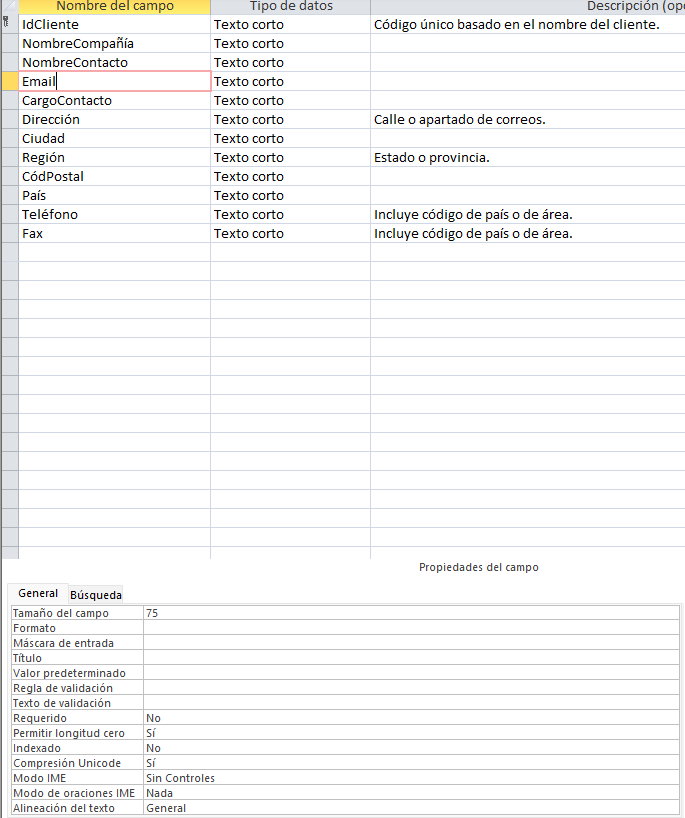 Nombre del campo Tipo de datos Descripción (opc
IdCliente Texto corto Código único basado en el nombre del cliente.
NombreCompañía Texto corto
NombreContacto Texto corto
Email Texto corto
CargoContacto Texto corto
Dirección Texto corto Calle o apartado de correos.
Ciudad Texto corto
Región Texto corto Estado o provincia.
CódPostal Texto corto
País Texto corto
Teléfono Texto corto Incluye código de país o de área.
Fax Texto corto Incluye código de país o de área.
Propiedades del campo
General Búsqueda
Tamaño del campo 75
Formato
Máscara de entrada
Título
Valor predeterminado
Regla de validación
Texto de validación
Requerido No
Permitir longitud cero Sí
Indexado No
Compresión Unicode Sí
Modo IME Sin Controles
Modo de oraciones IME Nada
Alineación del texto General